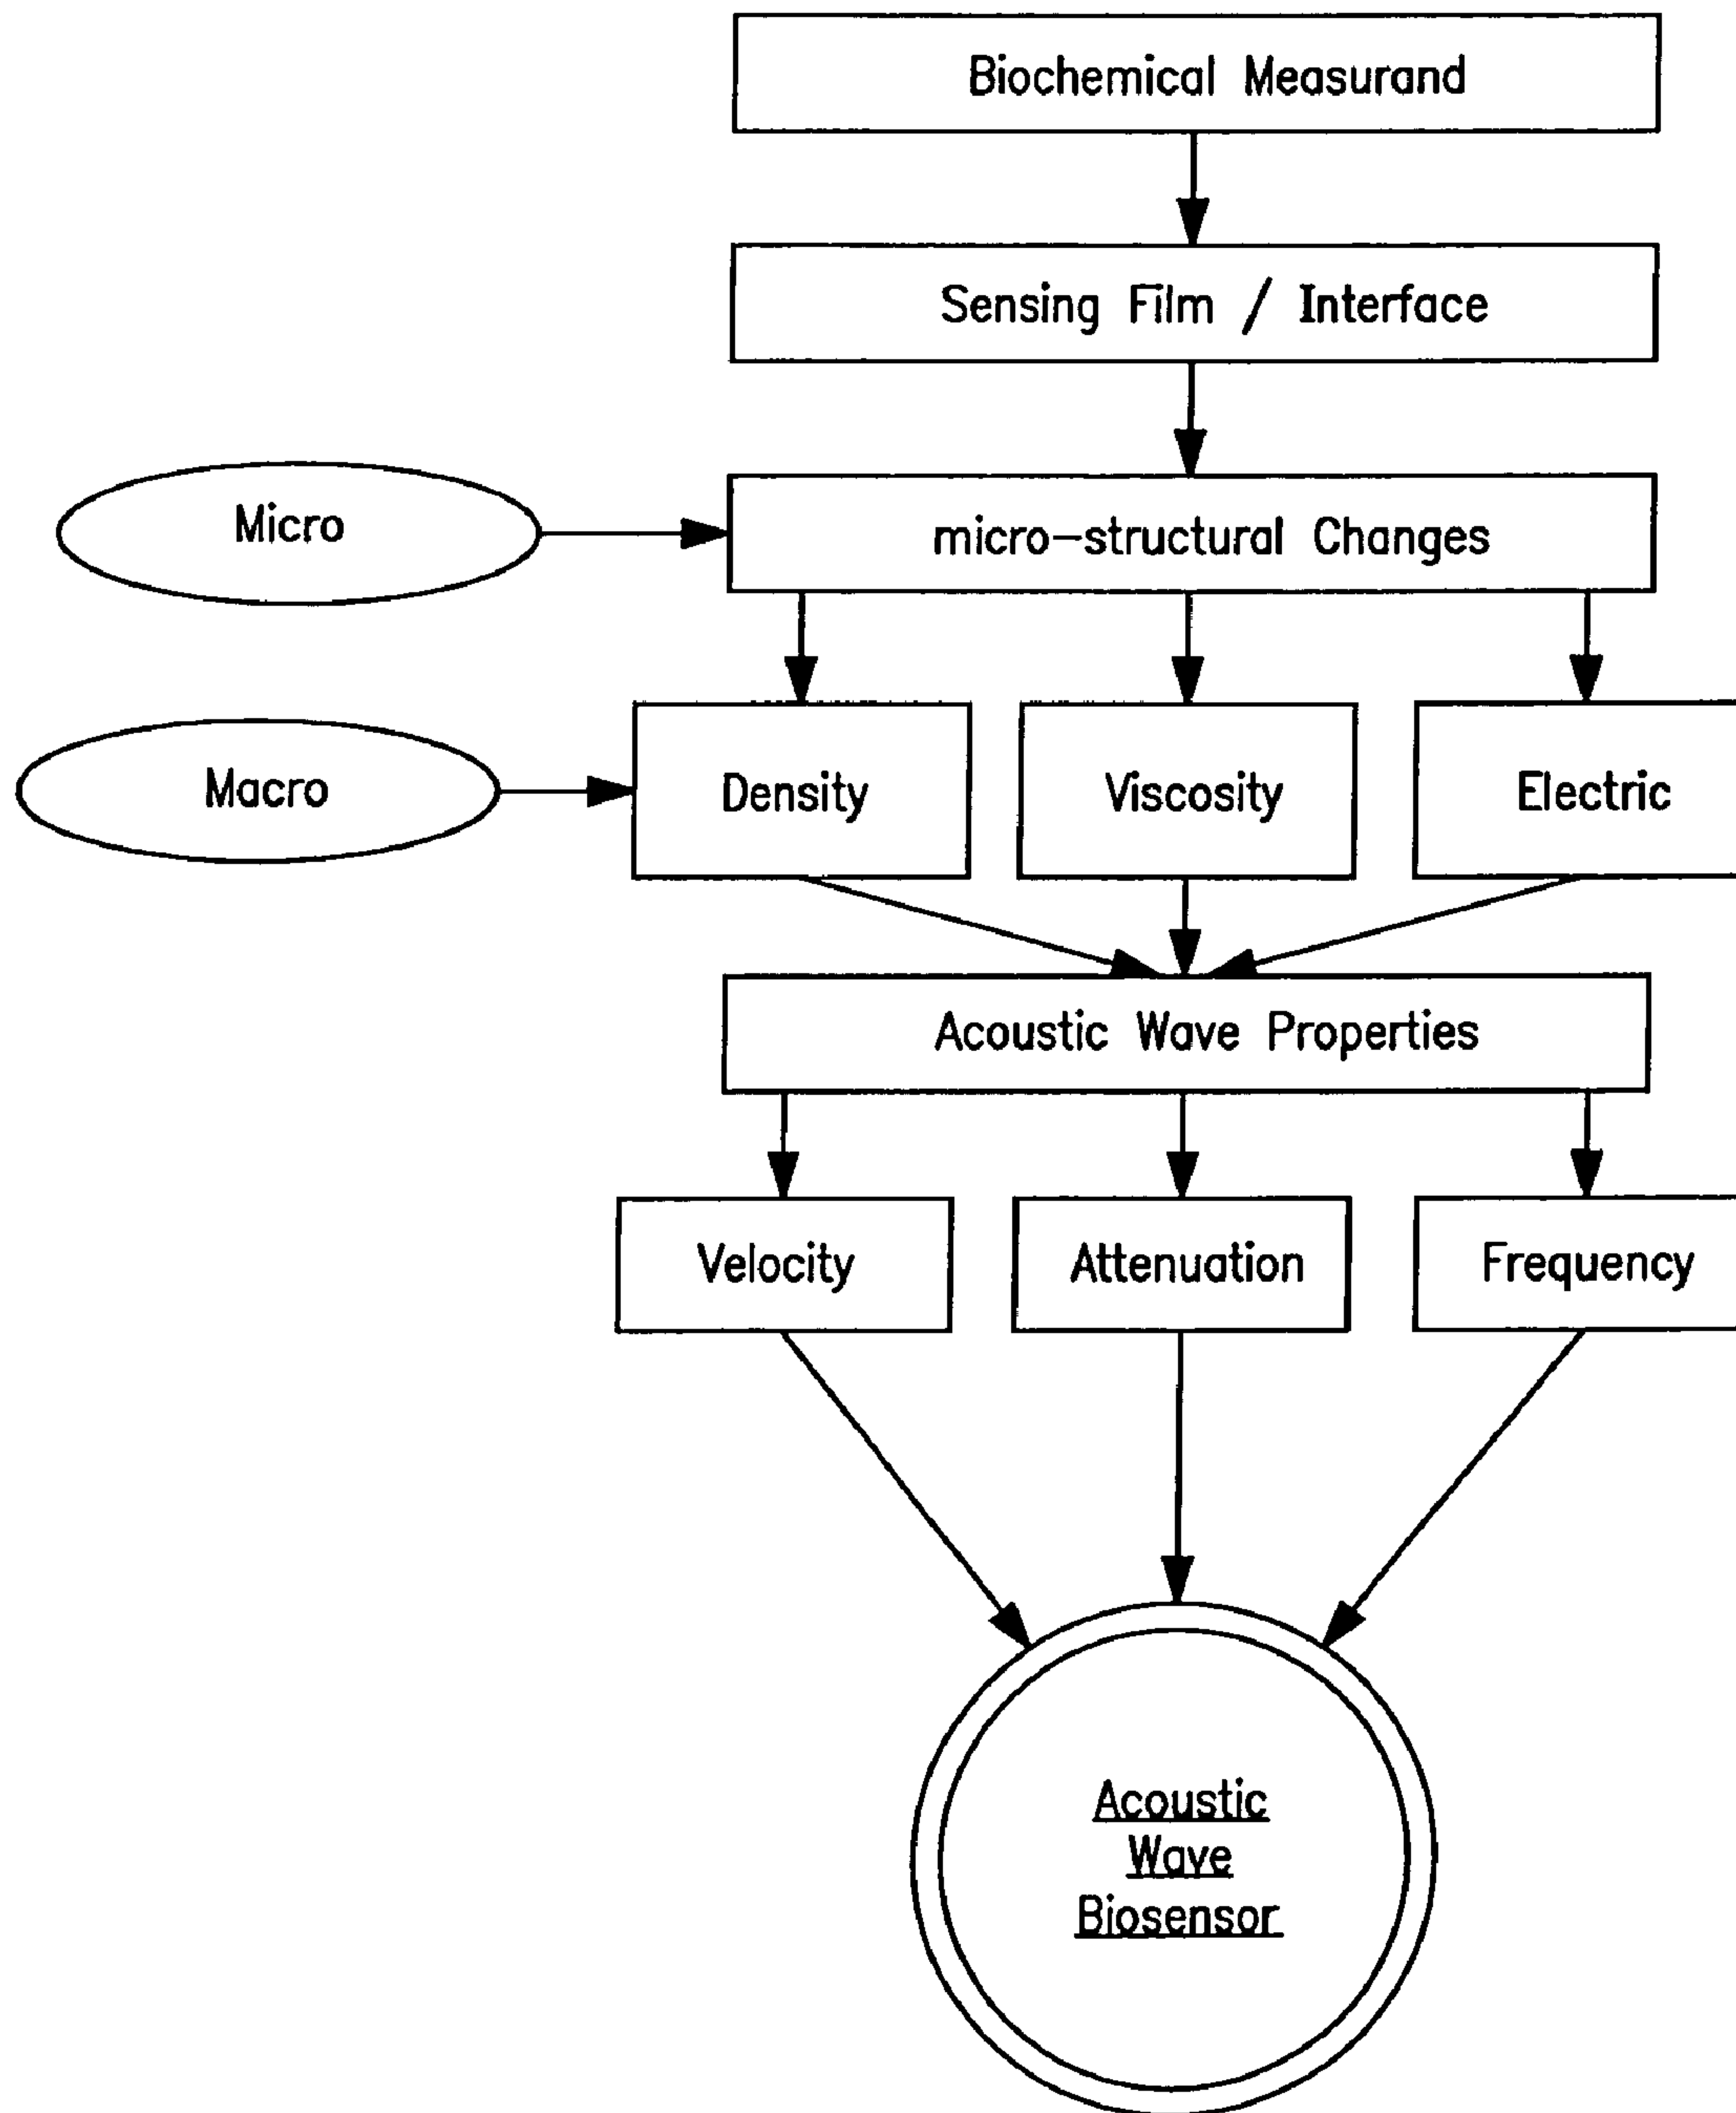 Biochemical Measurand
Sensing Film / Interface
Micro
micro-structural Changes
Macro
Density
Viscosity
Electric
Acoustic Wave Properties
Velocity
Attenuation
Frequency
Acoustic
Wave
Biosensor